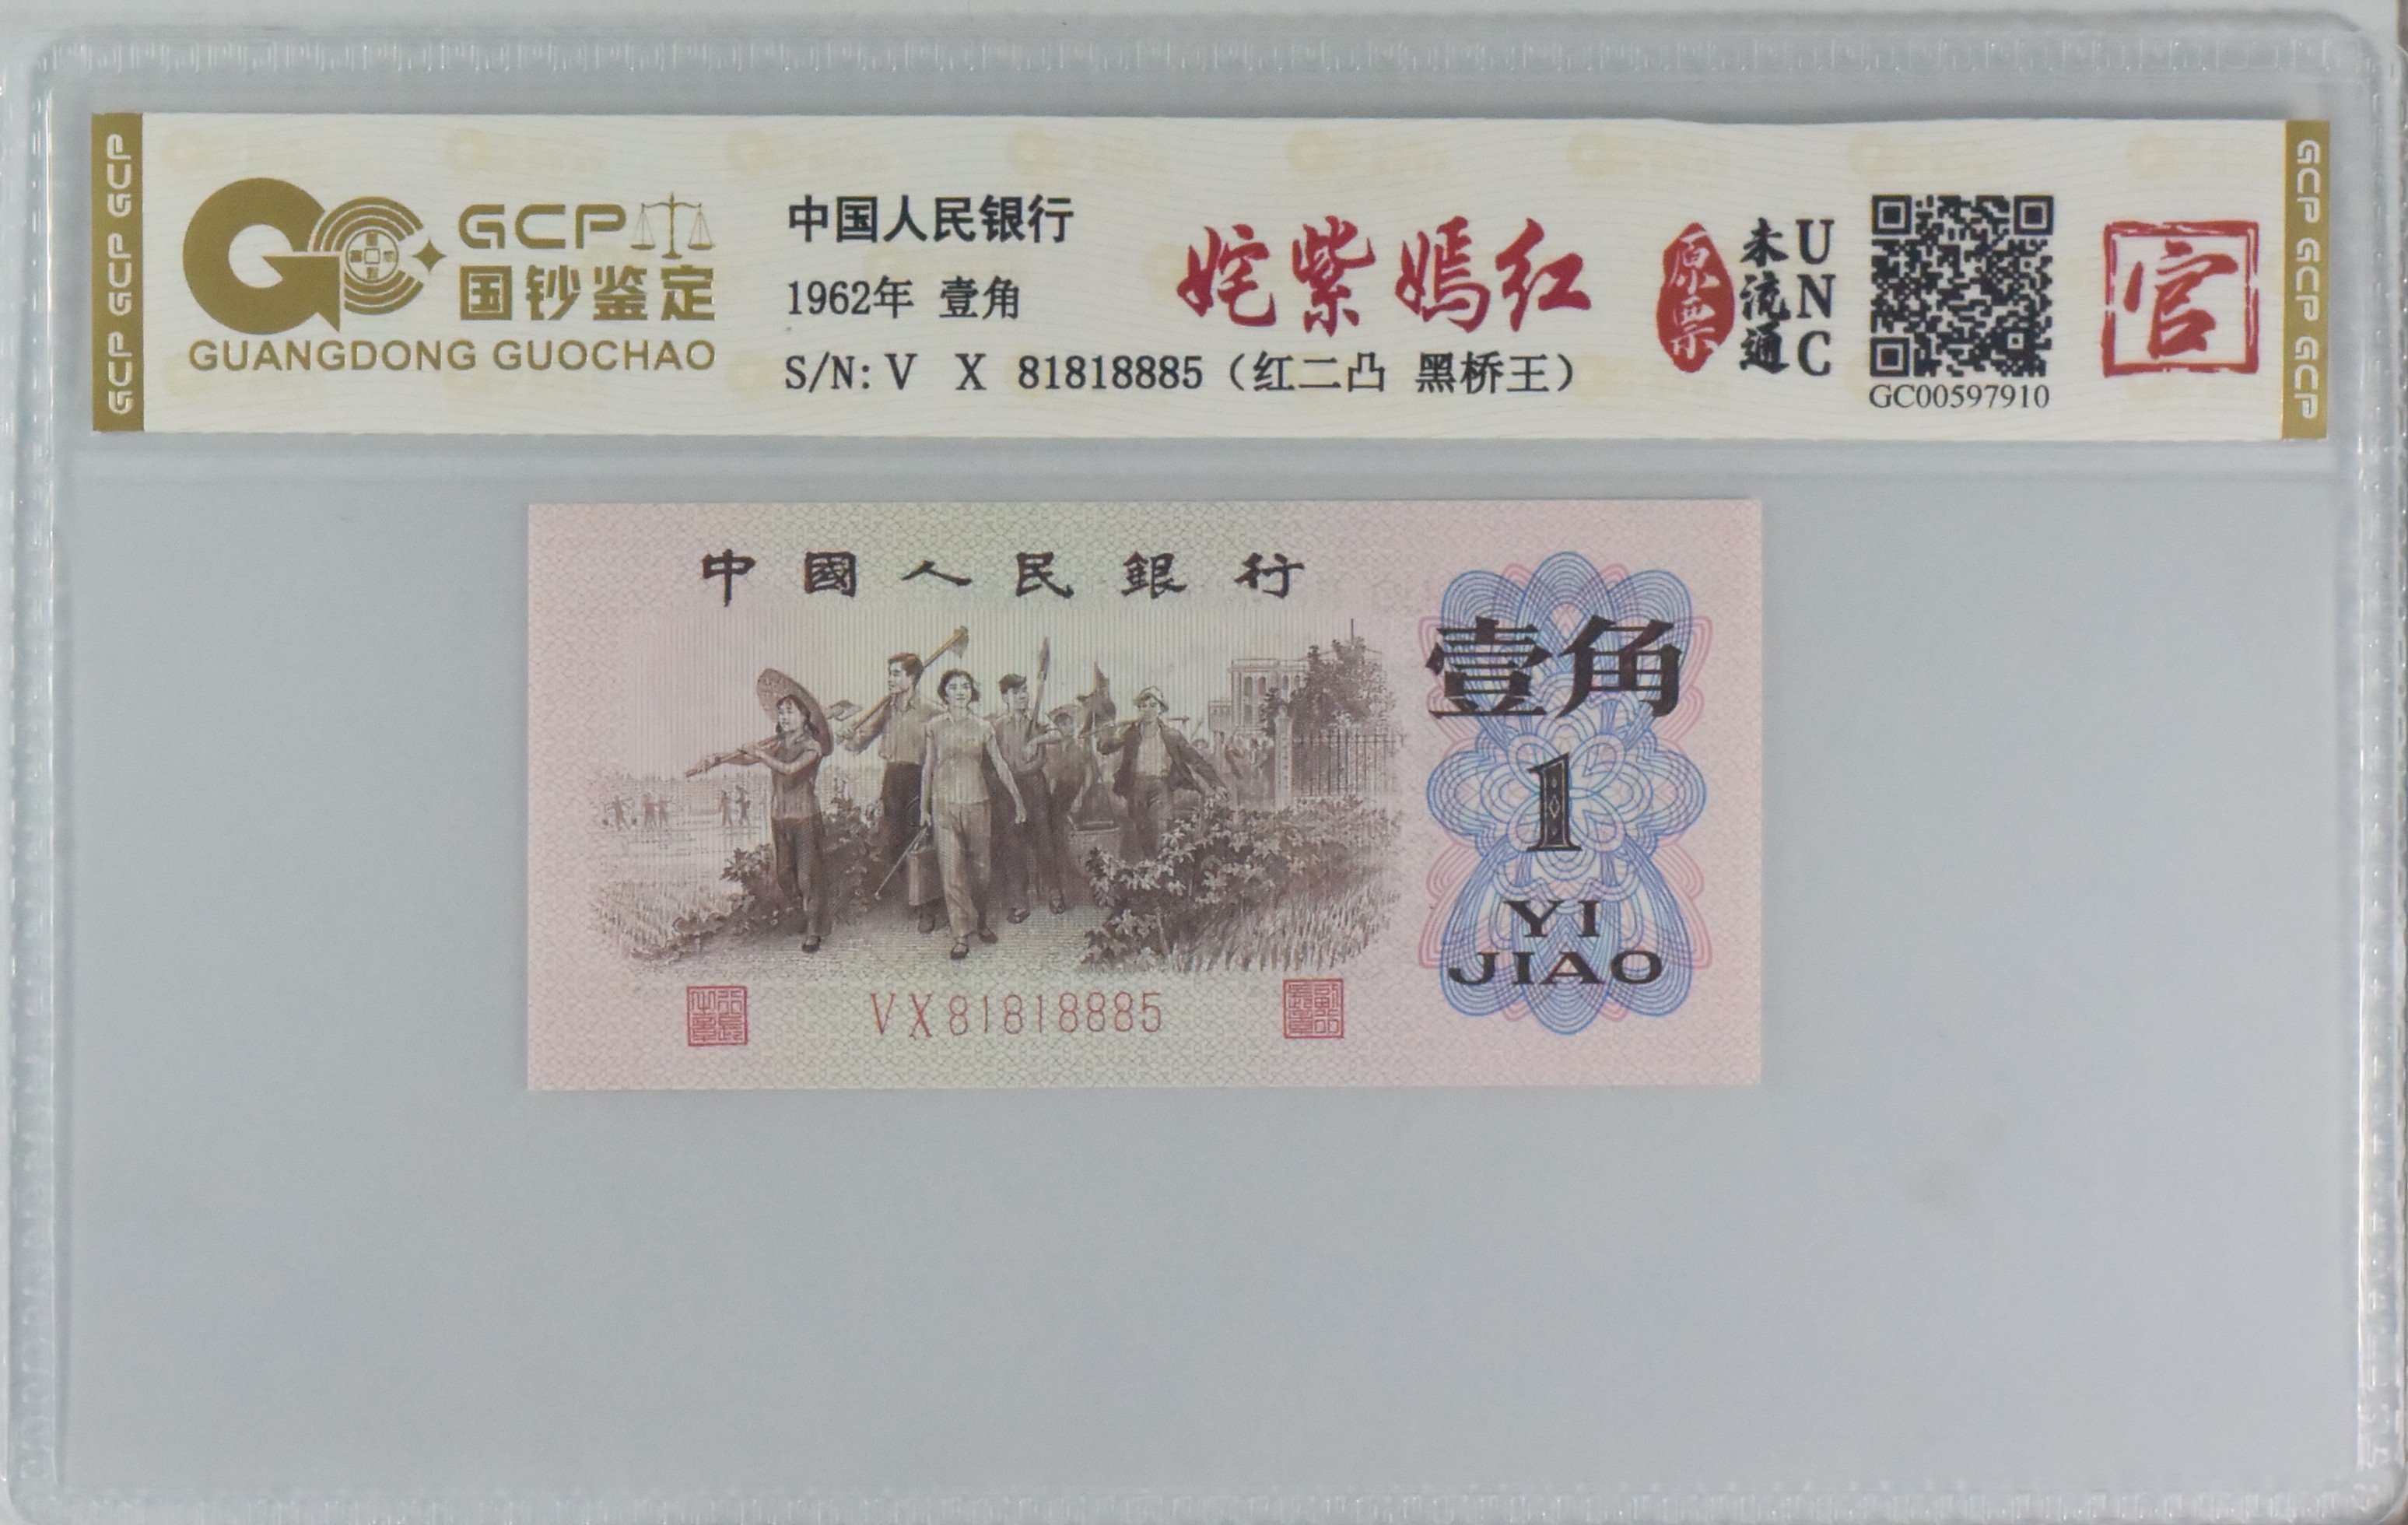 GCP GCP GCP
GCP
国钞鉴定
GUANGDONG GUOCHAO
中国人民银行
1962年 壹角
S/N: V X 81818885（红二凸 黑桥王）
姹紫嫣红
原票
未流通
UNC
GC00597910
官
GCP GCP GCP
中國人民銀行
壹角
1
YI
JIAO
VX81818885